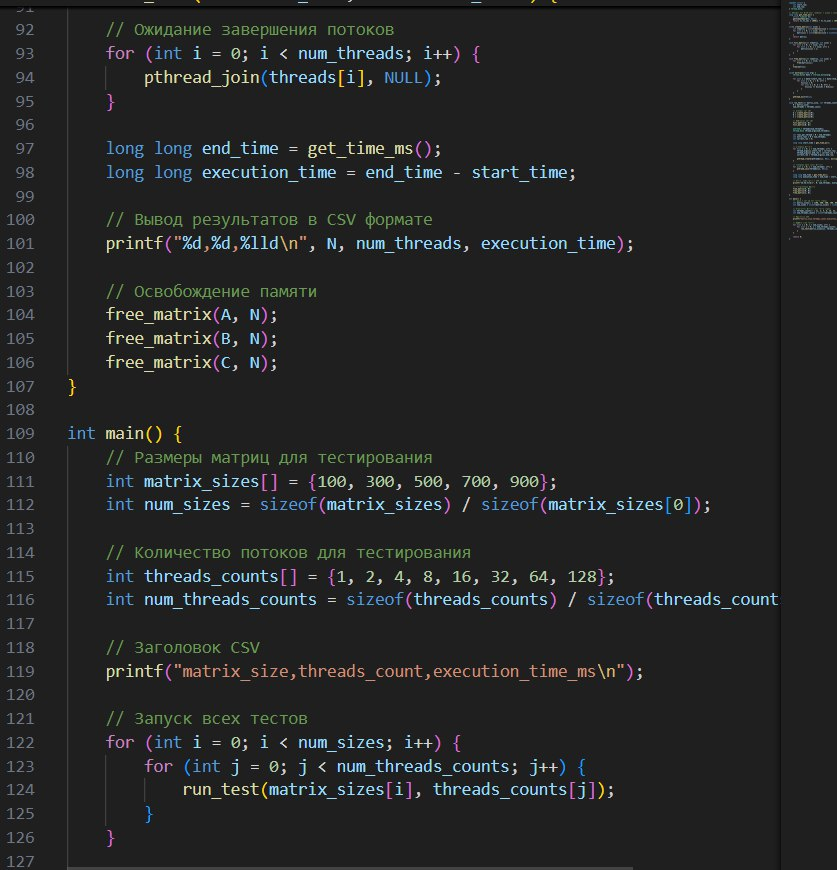 92 // Ожидание завершения потоков
93 for (int i = 0; i < num_threads; i++) {
94 pthread_join(threads[i], NULL);
95 }
96
97 long long end_time = get_time_ms();
98 long long execution_time = end_time - start_time;
99
100 // Вывод результатов в CSV формате
101 printf("%d,%d,%lld\n", N, num_threads, execution_time);
102
103 // Освобождение памяти
104 free_matrix(A, N);
105 free_matrix(B, N);
106 free_matrix(C, N);
107 }
108
109 int main() {
110 // Размеры матриц для тестирования
111 int matrix_sizes[] = {100, 300, 500, 700, 900};
112 int num_sizes = sizeof(matrix_sizes) / sizeof(matrix_sizes[0]);
113
114 // Количество потоков для тестирования
115 int threads_counts[] = {1, 2, 4, 8, 16, 32, 64, 128};
116 int num_threads_counts = sizeof(threads_counts) / sizeof(threads_count
117
118 // Заголовок CSV
119 printf("matrix_size,threads_count,execution_time_ms\n");
120
121 // Запуск всех тестов
122 for (int i = 0; i < num_sizes; i++) {
123 for (int j = 0; j < num_threads_counts; j++) {
124 run_test(matrix_sizes[i], threads_counts[j]);
125 }
126 }
127